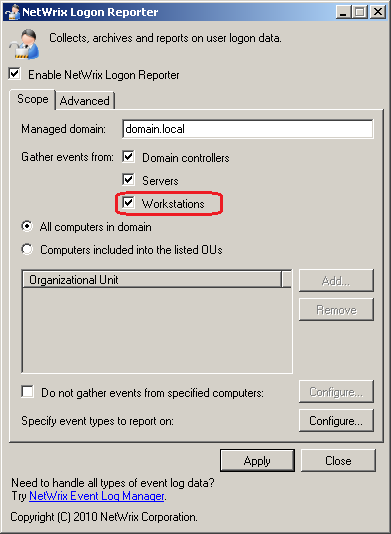 NetWrix Logon Reporter
Collects, archives and reports on user logon data.
Enable NetWrix Logon Reporter
Scope Advanced
Managed domain: domain.local
Gather events from: Domain controllers
Servers
Workstations
All computers in domain
Computers included into the listed OUs
Organizational Unit Add...
Remove
Do not gather events from specified computers: Configure...
Specify event types to report on: Configure...
Apply Close
Need to handle all types of event log data?
Try NetWrix Event Log Manager.
Copyright (C) 2010 NetWrix Corporation.